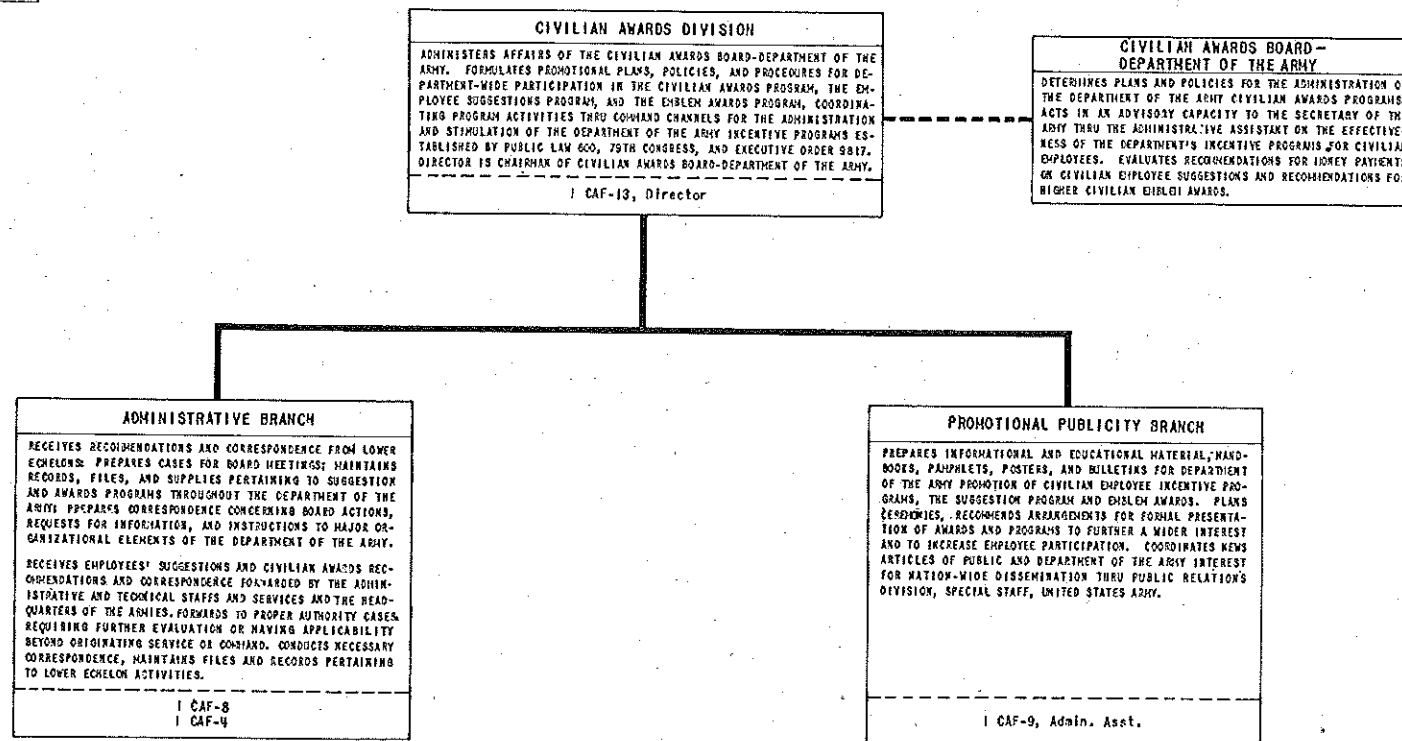 CIVILIAN AWARDS DIVISION
ADMINISTERS AFFAIRS OF THE CIVILIAN AWARDS BOARD-DEPARTMENT OF THE
ARMY. FORMULATES PROMOTIONAL PLANS, POLICIES, AND PROCEDURES FOR DE-
PARTMENT-WIDE PARTICIPATION IN THE CIVILIAN AWARDS PROGRAM, THE EM-
PLOYEE SUGGESTIONS PROGRAM, AND THE EMBLEM AWARDS PROGRAM, COORDINA-
TING PROGRAM ACTIVITIES THRU COMMAND CHANNELS FOR THE ADMINISTRATION
AND STIMULATION OF THE DEPARTMENT OF THE ARMY INCENTIVE PROGRAMS ES-
TABLISHED BY PUBLIC LAW 600, 79TH CONGRESS, AND EXECUTIVE ORDER 9817.
DIRECTOR IS CHAIRMAN OF CIVILIAN AWARDS BOARD-DEPARTMENT OF THE ARMY.
1 CAF-13, Director
CIVILIAN AWARDS BOARD-
DEPARTMENT OF THE ARMY
DETERMINES PLANS AND POLICIES FOR THE ADMINISTRATION O
THE DEPARTMENT OF THE ARMY CIVILIAN AWARDS PROGRAMS
ACTS IN AN ADVISORY CAPACITY TO THE SECRETARY OF TH
ARMY THRU THE ADMINISTRATIVE ASSISTANT ON THE EFFECTIVE-
NESS OF THE DEPARTMENT'S INCENTIVE PROGRAMS FOR CIVILIA
EMPLOYEES. EVALUATES RECOMMENDATIONS FOR MONEY PAYMENTS
ON CIVILIAN EMPLOYEE SUGGESTIONS AND RECOMMENDATIONS FO
HIGHER CIVILIAN EMBLEM AWARDS.
ADMINISTRATIVE BRANCH
RECEIVES RECOMMENDATIONS AND CORRESPONDENCE FROM LOWER
ECHELONS; PREPARES CASES FOR BOARD MEETINGS; MAINTAINS
RECORDS, FILES, AND SUPPLIES PERTAINING TO SUGGESTION
AND AWARDS PROGRAMS THROUGHOUT THE DEPARTMENT OF THE
ARMY; PREPARES CORRESPONDENCE CONCERNING BOARD ACTIONS,
REQUESTS FOR INFORMATION, AND INSTRUCTIONS TO MAJOR OR-
GANIZATIONAL ELEMENTS OF THE DEPARTMENT OF THE ARMY.
RECEIVES EMPLOYEES' SUGGESTIONS AND CIVILIAN AWARDS REC-
OMMENDATIONS AND CORRESPONDENCE FORWARDED BY THE ADMIN-
ISTRATIVE AND TECHNICAL STAFFS AND SERVICES AND THE HEAD-
QUARTERS OF THE ARMIES. FORWARDS TO PROPER AUTHORITY CASES
REQUIRING FURTHER EVALUATION OR HAVING APPLICABILITY
BEYOND ORIGINATING SERVICE OR COMMAND. CONDUCTS NECESSARY
CORRESPONDENCE, MAINTAINS FILES AND RECORDS PERTAINING
TO LOWER ECHELON ACTIVITIES.
1 CAF-8
1 CAF-4
PROMOTIONAL PUBLICITY BRANCH
PREPARES INFORMATIONAL AND EDUCATIONAL MATERIAL, HAND-
BOOKS, PAMPHLETS, POSTERS, AND BULLETINS FOR DEPARTMENT
OF THE ARMY PROMOTION OF CIVILIAN EMPLOYEE INCENTIVE PRO-
GRAMS, THE SUGGESTION PROGRAM AND EMBLEM AWARDS. PLANS
CEREMONIES, RECOMMENDS ARRANGEMENTS FOR FORMAL PRESENTA-
TION OF AWARDS AND PROGRAMS TO FURTHER A WIDER INTEREST
AND TO INCREASE EMPLOYEE PARTICIPATION. COORDINATES NEWS
ARTICLES OF PUBLIC AND DEPARTMENT OF THE ARMY INTEREST
FOR NATION-WIDE DISSEMINATION THRU PUBLIC RELATIONS
DIVISION, SPECIAL STAFF, UNITED STATES ARMY.
1 CAF-9, Admin. Asst.